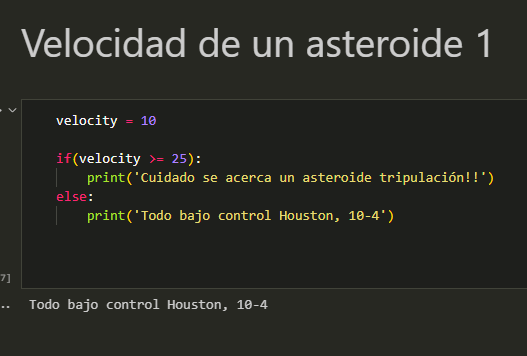 Velocidad de un asteroide 1
velocity = 10
if(velocity >= 25):
print('Cuidado se acerca un asteroide tripulación!!')
else:
print('Todo bajo control Houston, 10-4')
7]
Todo bajo control Houston, 10-4